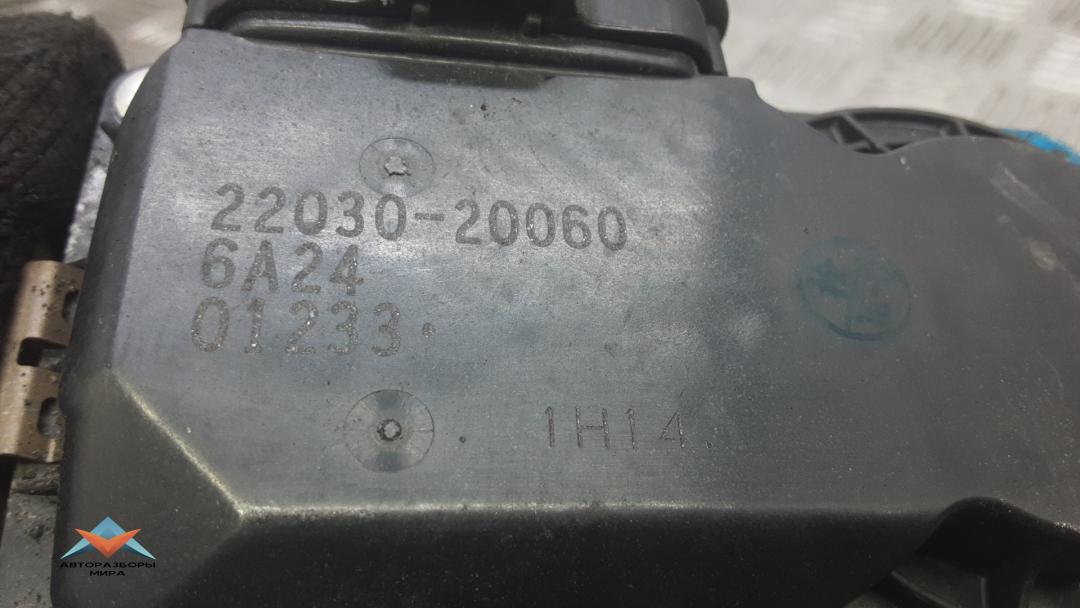 22030-20060
6A24
01233.
. 1H14.
АВТОРАЗБОРЫ
МИРА